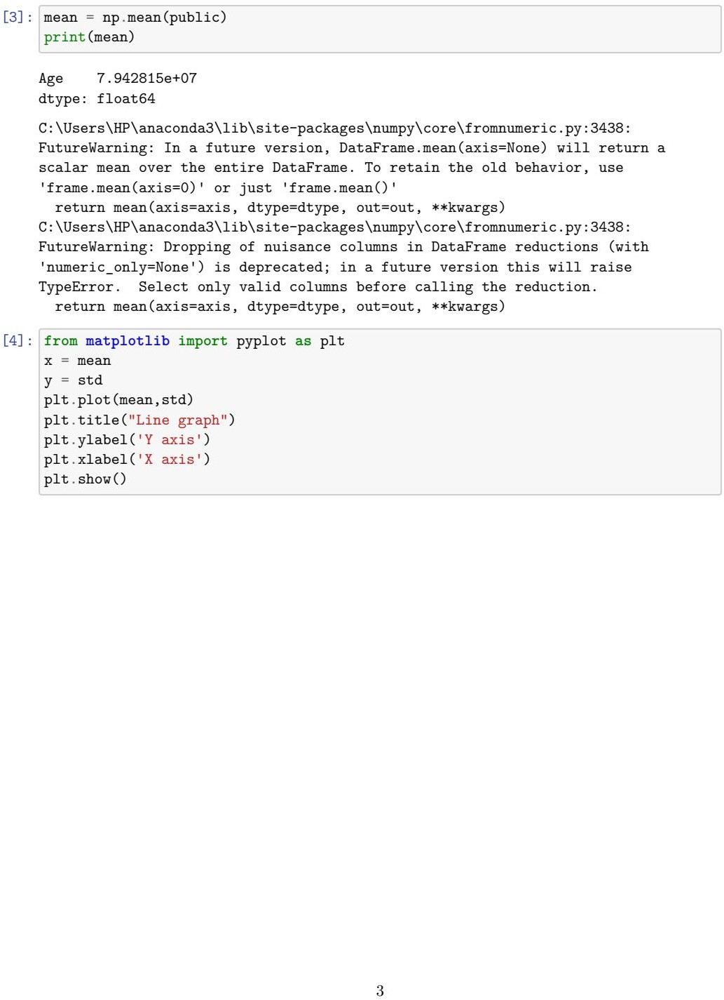 [3]: mean = np.mean(public)
print(mean)
Age    7.942815e+07
dtype: float64
C:\Users\HP\anaconda3\lib\site-packages\numpy\core\fromnumeric.py:3438:
FutureWarning: In a future version, DataFrame.mean(axis=None) will return a
scalar mean over the entire DataFrame. To retain the old behavior, use
'frame.mean(axis=0)' or just 'frame.mean()'
  return mean(axis=axis, dtype=dtype, out=out, **kwargs)
C:\Users\HP\anaconda3\lib\site-packages\numpy\core\fromnumeric.py:3438:
FutureWarning: Dropping of nuisance columns in DataFrame reductions (with
'numeric_only=None') is deprecated; in a future version this will raise
TypeError.  Select only valid columns before calling the reduction.
  return mean(axis=axis, dtype=dtype, out=out, **kwargs)
[4]: from matplotlib import pyplot as plt
x = mean
y = std
plt.plot(mean,std)
plt.title("Line graph")
plt.ylabel('Y axis')
plt.xlabel('X axis')
plt.show()
3